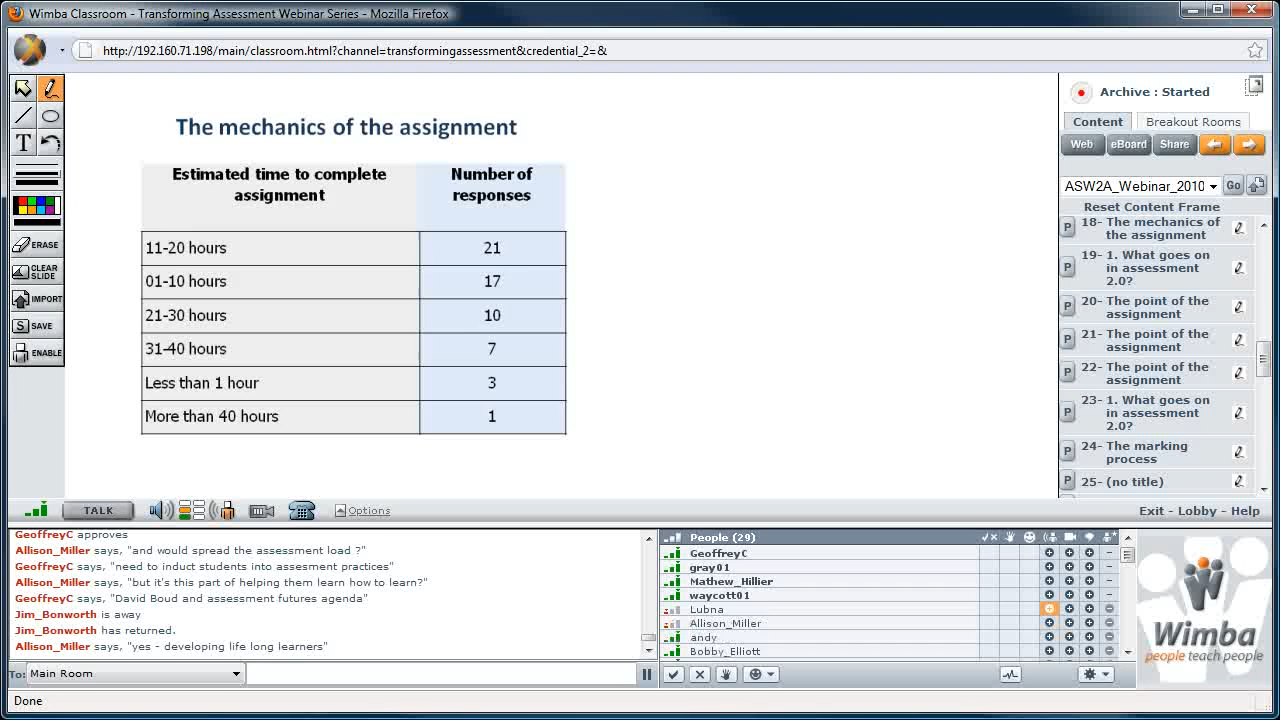 Wimba Classroom - Transforming Assessment Webinar Series - Mozilla Firefox
http://192.160.71.198/main/classroom.html?channel=transformingassessment&credential_2=&
T
ERASE
CLEAR
SLIDE
IMPORT
S SAVE
ENABLE
The mechanics of the assignment
Estimated time to complete
assignment
Number of
responses
11-20 hours 21
01-10 hours 17
21-30 hours 10
31-40 hours 7
Less than 1 hour 3
More than 40 hours 1
Archive : Started
Content Breakout Rooms
Web eBoard Share
ASW2A_Webinar_2010 Go
Reset Content Frame
P 18- The mechanics of
the assignment
P 19- 1. What goes on
in assessment
2.0?
P 20- The point of the
assignment
P 21- The point of the
assignment
P 22- The point of the
assignment
P 23- 1. What goes on
in assessment
2.0?
P 24- The marking
process
P 25- (no title)
TALK Options
Exit - Lobby - Help
GeoffreyC approves
Allison_Miller says, "and would spread the assessment load ?"
GeoffreyC says, "need to induct students into assessment practices"
Allison_Miller says, "but it's this part of helping them learn how to learn?"
GeoffreyC says, "David Boud and assessment futures agenda"
Jim_Bonworth is away
Jim_Bonworth has returned.
Allison_Miller says, "yes - developing life long learners"
To: Main Room
People (29)
GeoffreyC
gray01
Mathew_Hillier
waycott01
Lubna
Allison_Miller
andy
Bobby_Elliott
Wimba
people teach people
Done